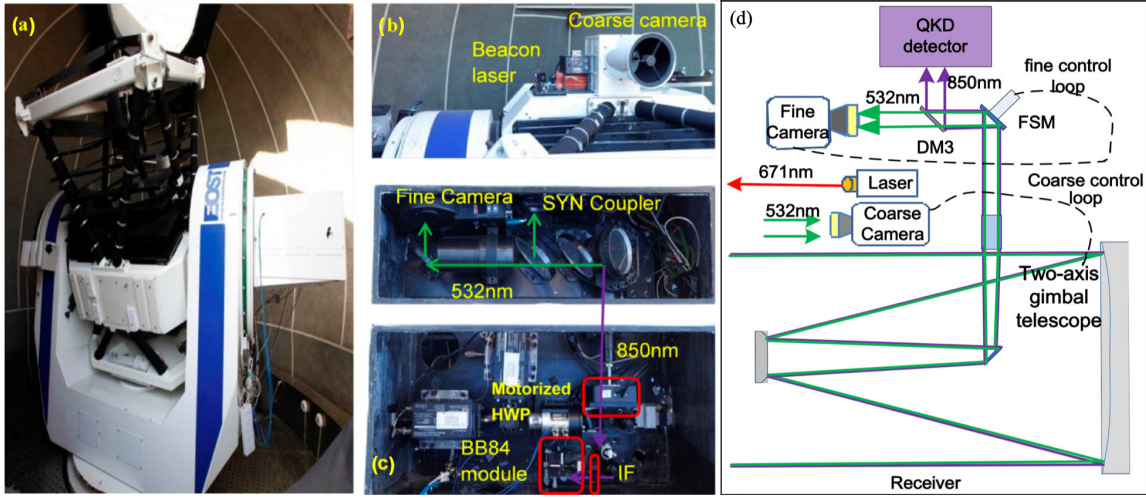 (a)
EOST
(b)
Coarse camera
Beacon
laser
Fine Camera
SYN Coupler
532nm
850nm
Motorized
HWP
BB84
module
IF
(c)
(d)
QKD
detector
850nm
fine control
loop
532nm
Fine
Camera
FSM
DM3
671nm
Laser
Coarse control
loop
532nm
Coarse
Camera
Two-axis
gimbal
telescope
Receiver